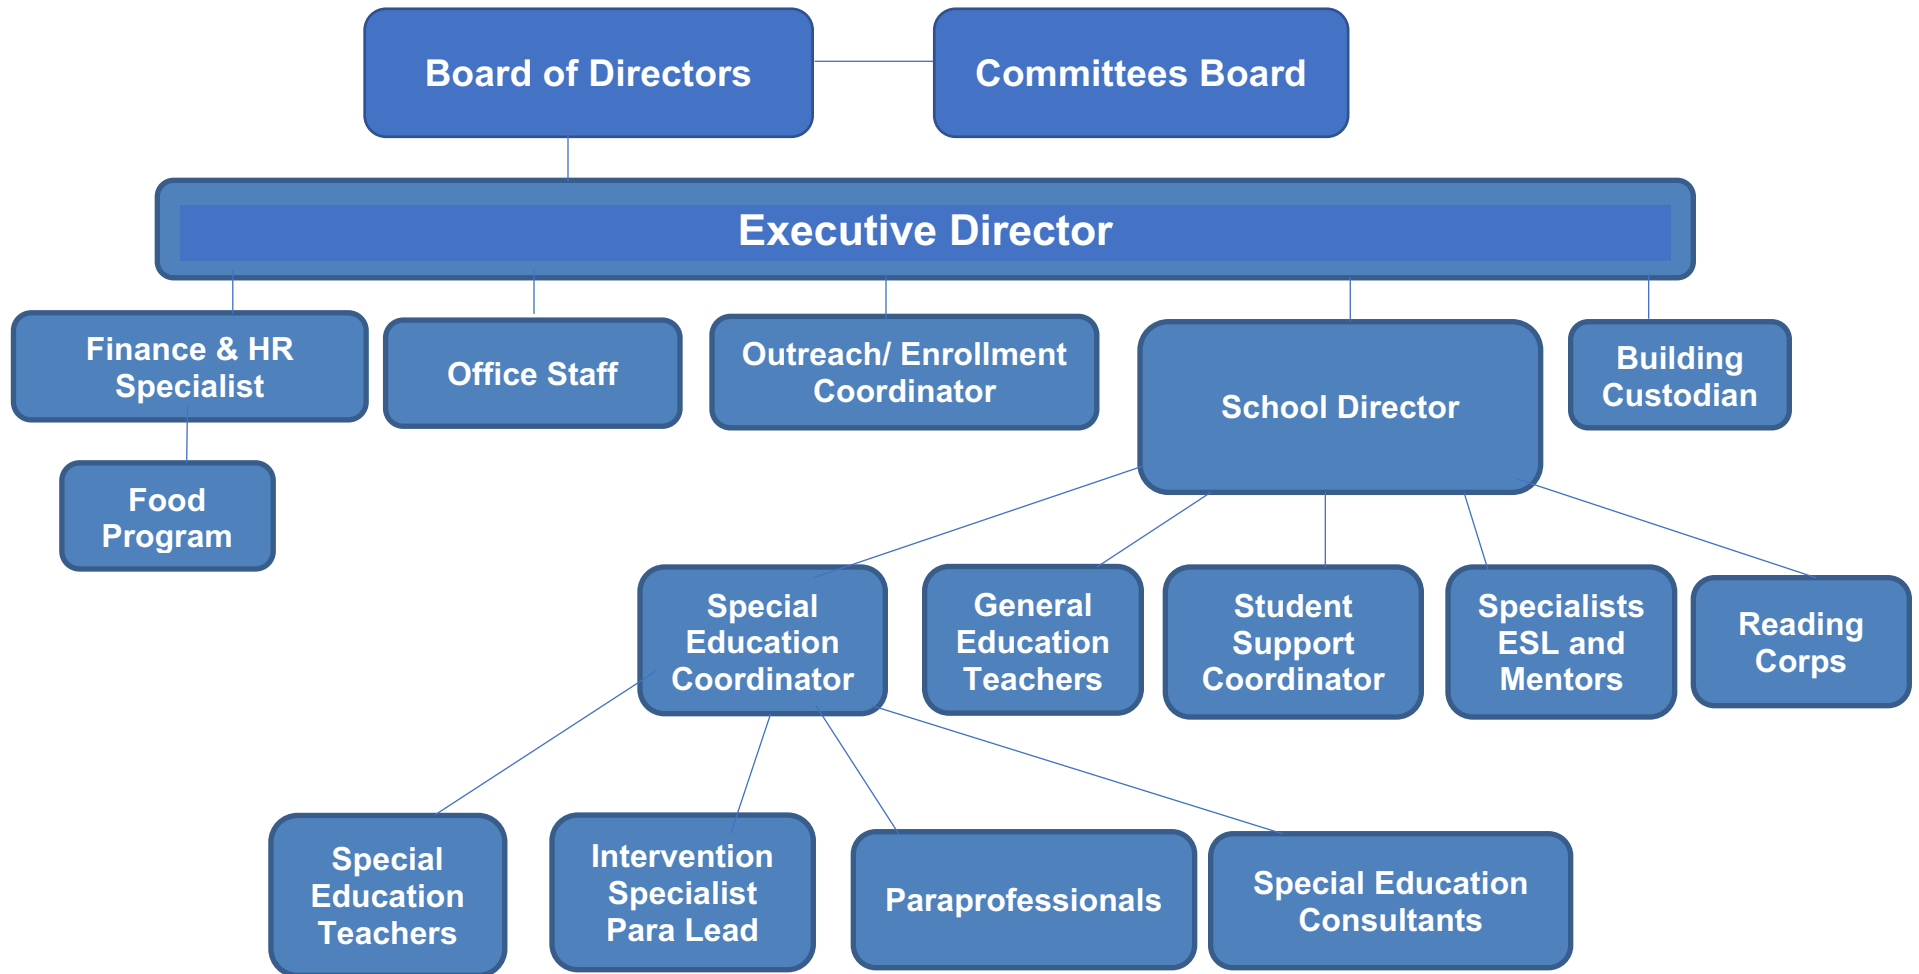 Board of Directors
Committees Board
Executive Director
Finance & HR
Specialist
Office Staff
Outreach/ Enrollment
Coordinator
School Director
Building
Custodian
Food
Program
Special
Education
Coordinator
General
Education
Teachers
Student
Support
Coordinator
Specialists
ESL and
Mentors
Reading
Corps
Special
Education
Teachers
Intervention
Specialist
Para Lead
Paraprofessionals
Special Education
Consultants